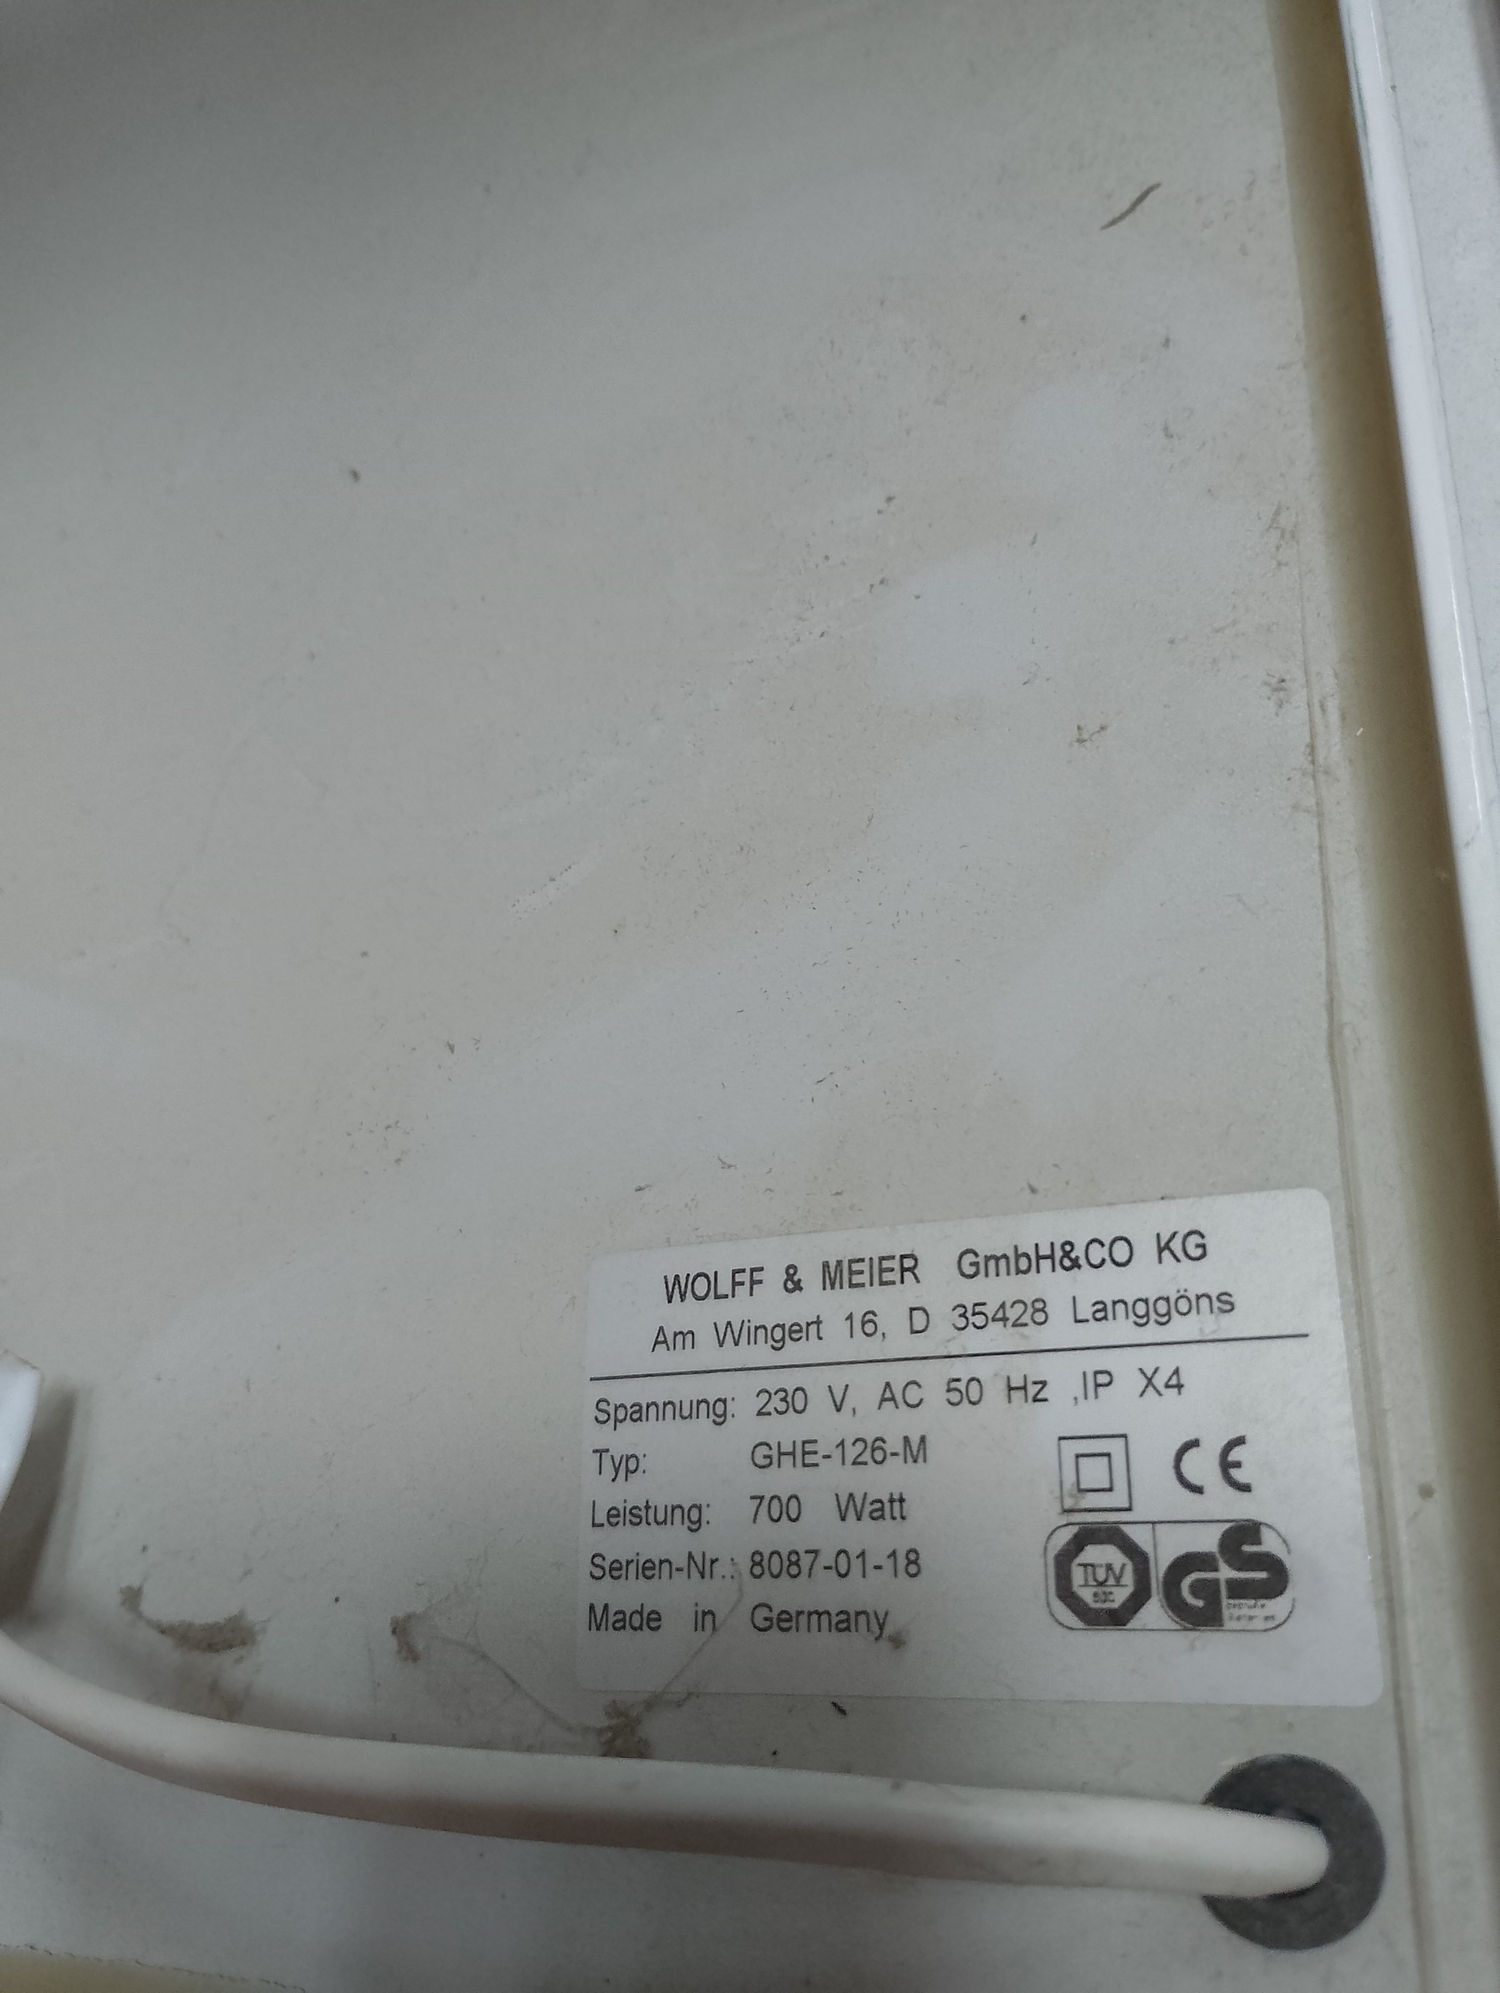 WOLFF & MEIER GmbH&CO KG
Am Wingert 16, D 35428 Langgöns
Spannung: 230 V, AC 50 Hz ,IP X4
Typ: GHE-126-M
Leistung: 700 Watt
Serien-Nr.: 8087-01-18
Made in Germany
CE
TÜV
GS